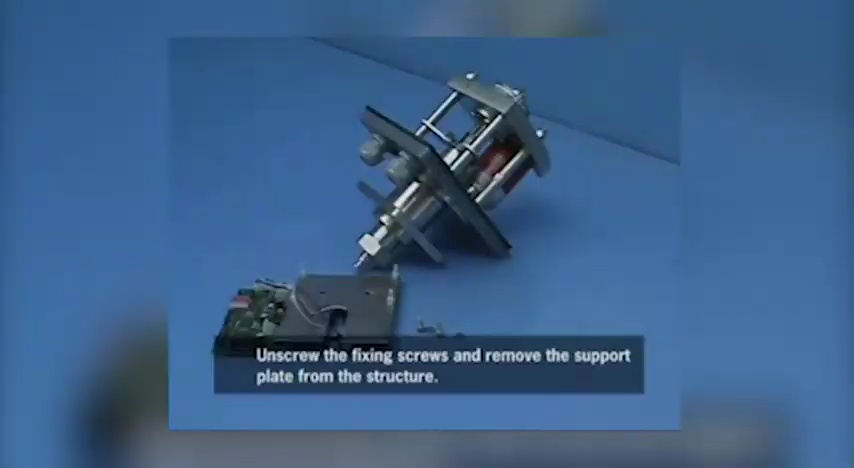 Unscrew the fixing screws and remove the support
plate from the structure.